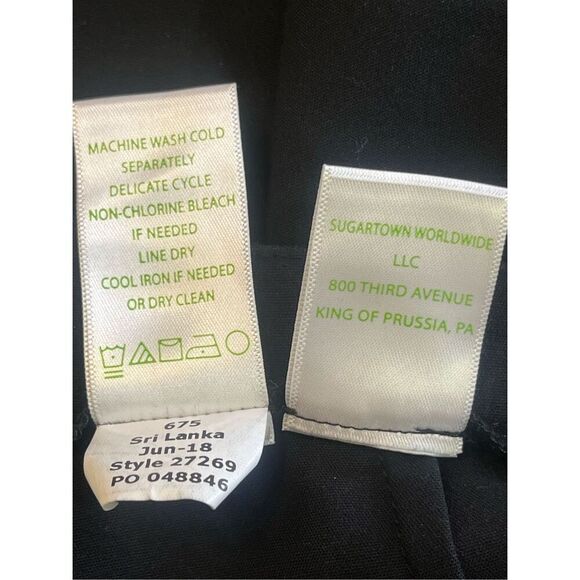 MACHINE WASH COLD
SEPARATELY
DELICATE CYCLE
NON-CHLORINE BLEACH
IF NEEDED
LINE DRY
COOL IRON IF NEEDED
OR DRY CLEAN
675
Sri Lanka
Jun-18
Style 27269
PO 048846
SUGARTOWN WORLDWIDE
LLC
800 THIRD AVENUE
KING OF PRUSSIA, PA